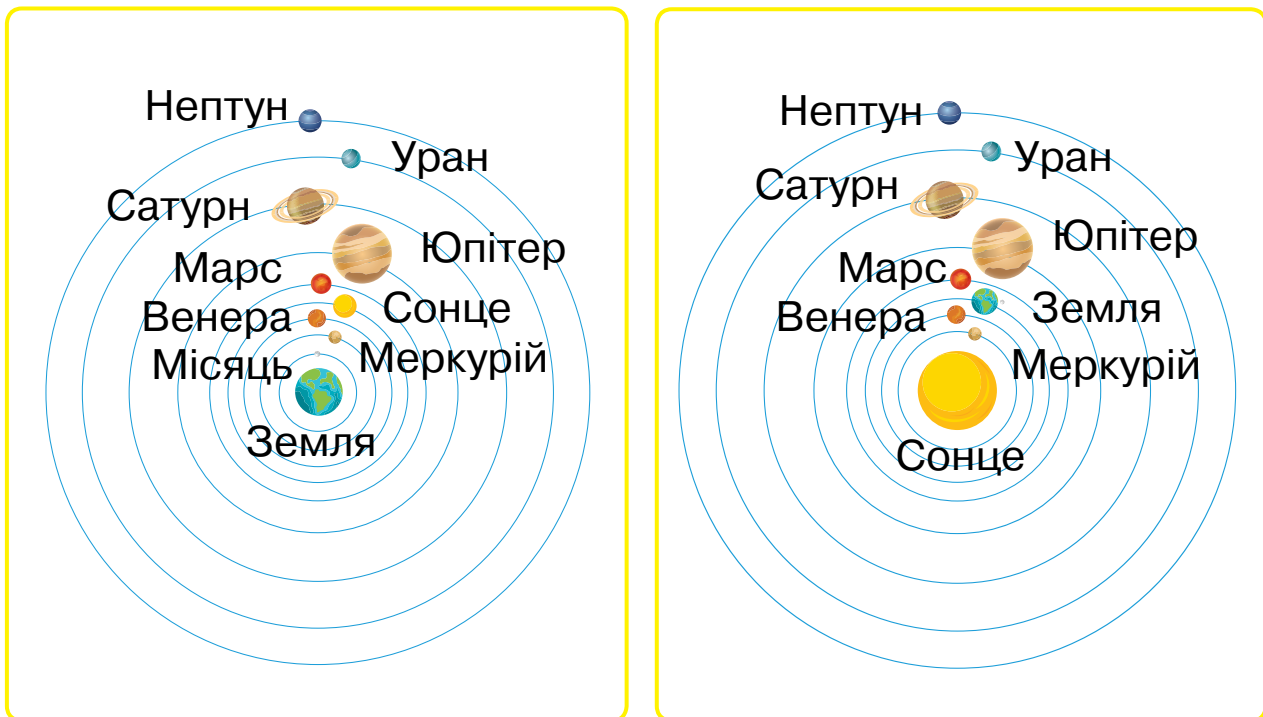 Нептун
Уран
Сатурн
Юпітер
Марс
Сонце
Венера
Меркурій
Місяць
Земля
Нептун
Уран
Сатурн
Юпітер
Марс
Земля
Венера
Меркурій
Сонце